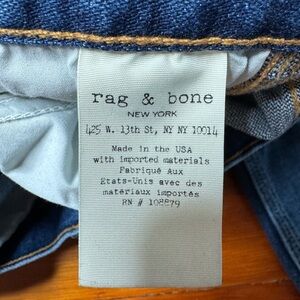 rag & bone
NEW YORK
425 W. 13th St, NY NY 10014
Made in the USA
with imported materials
Fabriqué Aux
Etats-Unis avec des
matériaux importés
RN # 108879